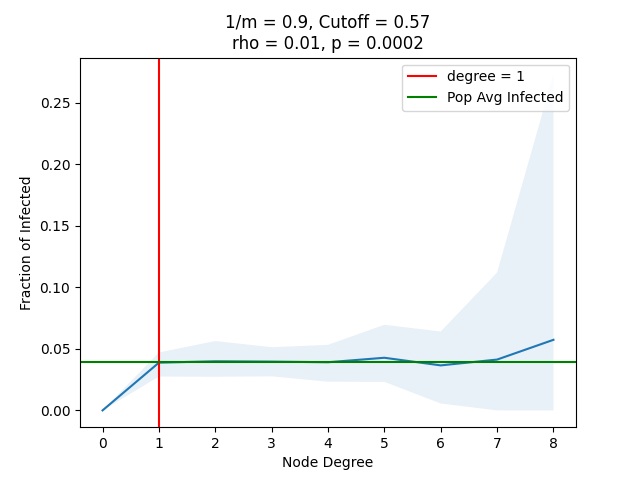 1/m = 0.9, Cutoff = 0.57
rho = 0.01, p = 0.0002
degree = 1
Pop Avg Infected
Fraction of Infected
0.25
0.20
0.15
0.10
0.05
0.00
0 1 2 3 4 5 6 7 8
Node Degree